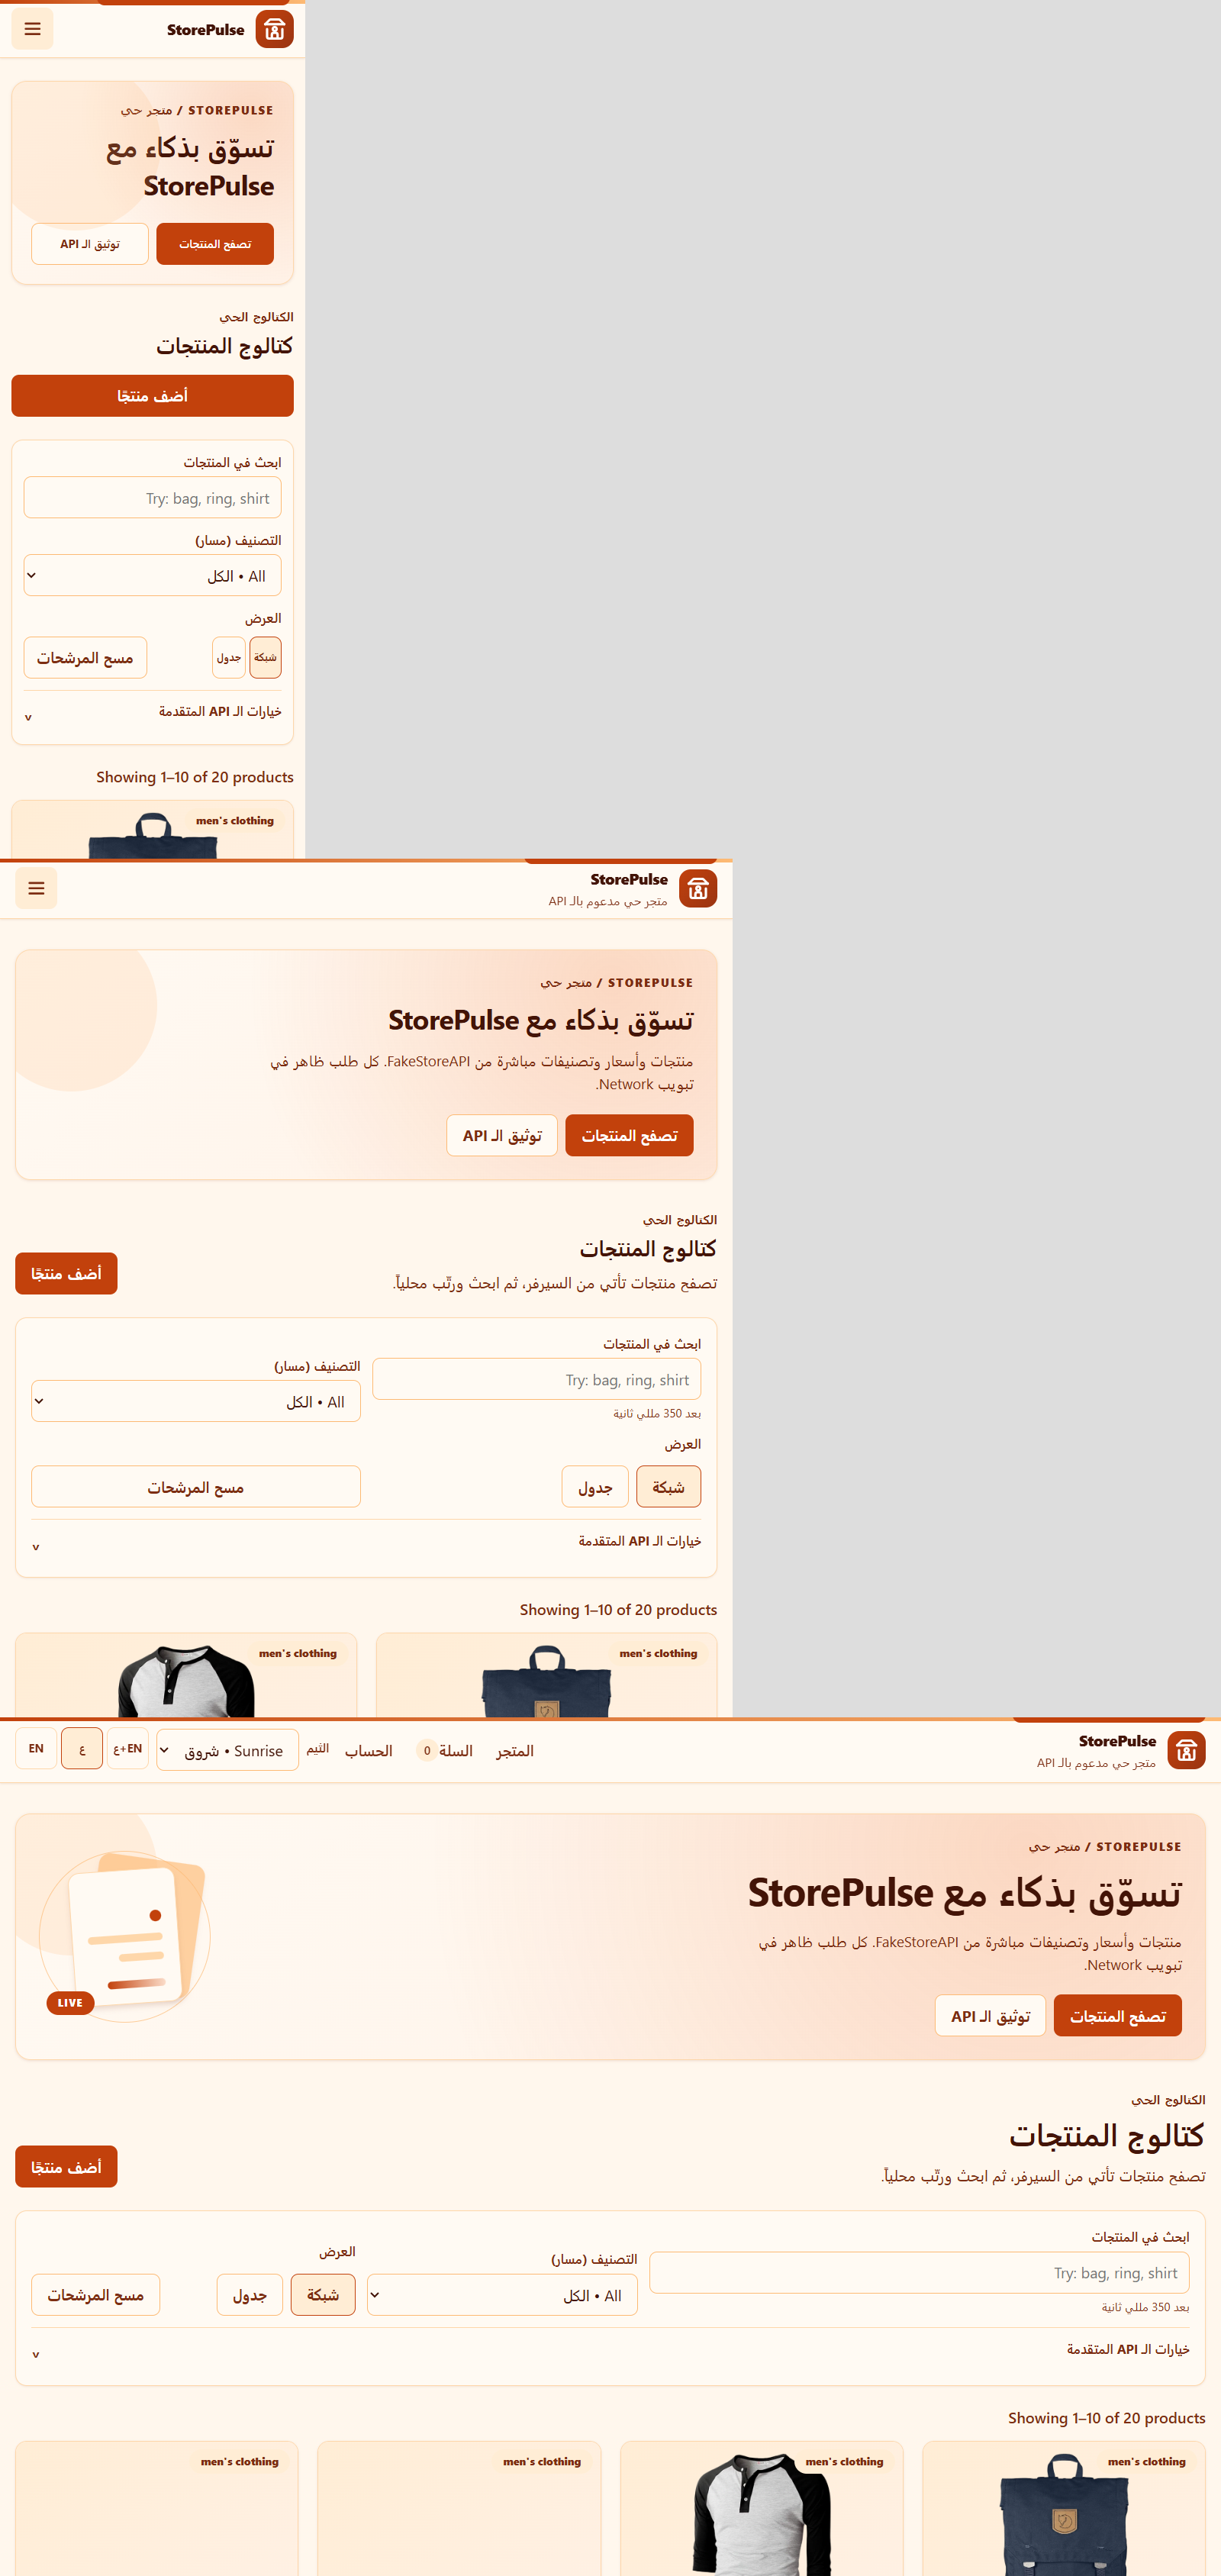 StorePulse
STOREPULSE / متجر حي
تسوّق بذكاء مع
StorePulse
تصفح المنتجات
توثيق الـ API
الكتالوج الحي
كتالوج المنتجات
أضف منتجًا
ابحث في المنتجات
Try: bag, ring, shirt
التصنيف (مسار)
All • الكل
العرض
شبكة
جدول
مسح المرشحات
خيارات الـ API المتقدمة
Showing 1–10 of 20 products
men's clothing
StorePulse
متجر حي مدعوم بالـ API
STOREPULSE / متجر حي
تسوّق بذكاء مع StorePulse
منتجات وأسعار وتصنيفات مباشرة من FakeStoreAPI. كل طلب ظاهر في
تبويب Network.
تصفح المنتجات
توثيق الـ API
الكتالوج الحي
كتالوج المنتجات
تصفح منتجات تأتي من السيرفر، ثم ابحث ورتّب محلياً.
أضف منتجًا
ابحث في المنتجات
Try: bag, ring, shirt
بعد 350 مللي ثانية
التصنيف (مسار)
All • الكل
العرض
شبكة
جدول
مسح المرشحات
خيارات الـ API المتقدمة
Showing 1–10 of 20 products
men's clothing
men's clothing
StorePulse
متجر حي مدعوم بالـ API
المتجر
السلة 0
الحساب
الثيم
Sunrise • شروق
EN+ع
ع
EN
STOREPULSE / متجر حي
تسوّق بذكاء مع StorePulse
منتجات وأسعار وتصنيفات مباشرة من FakeStoreAPI. كل طلب ظاهر في
تبويب Network.
تصفح المنتجات
توثيق الـ API
LIVE
الكتالوج الحي
كتالوج المنتجات
تصفح منتجات تأتي من السيرفر، ثم ابحث ورتّب محلياً.
أضف منتجًا
ابحث في المنتجات
Try: bag, ring, shirt
بعد 350 مللي ثانية
التصنيف (مسار)
All • الكل
العرض
شبكة
جدول
مسح المرشحات
خيارات الـ API المتقدمة
Showing 1–10 of 20 products
men's clothing
men's clothing
men's clothing
men's clothing